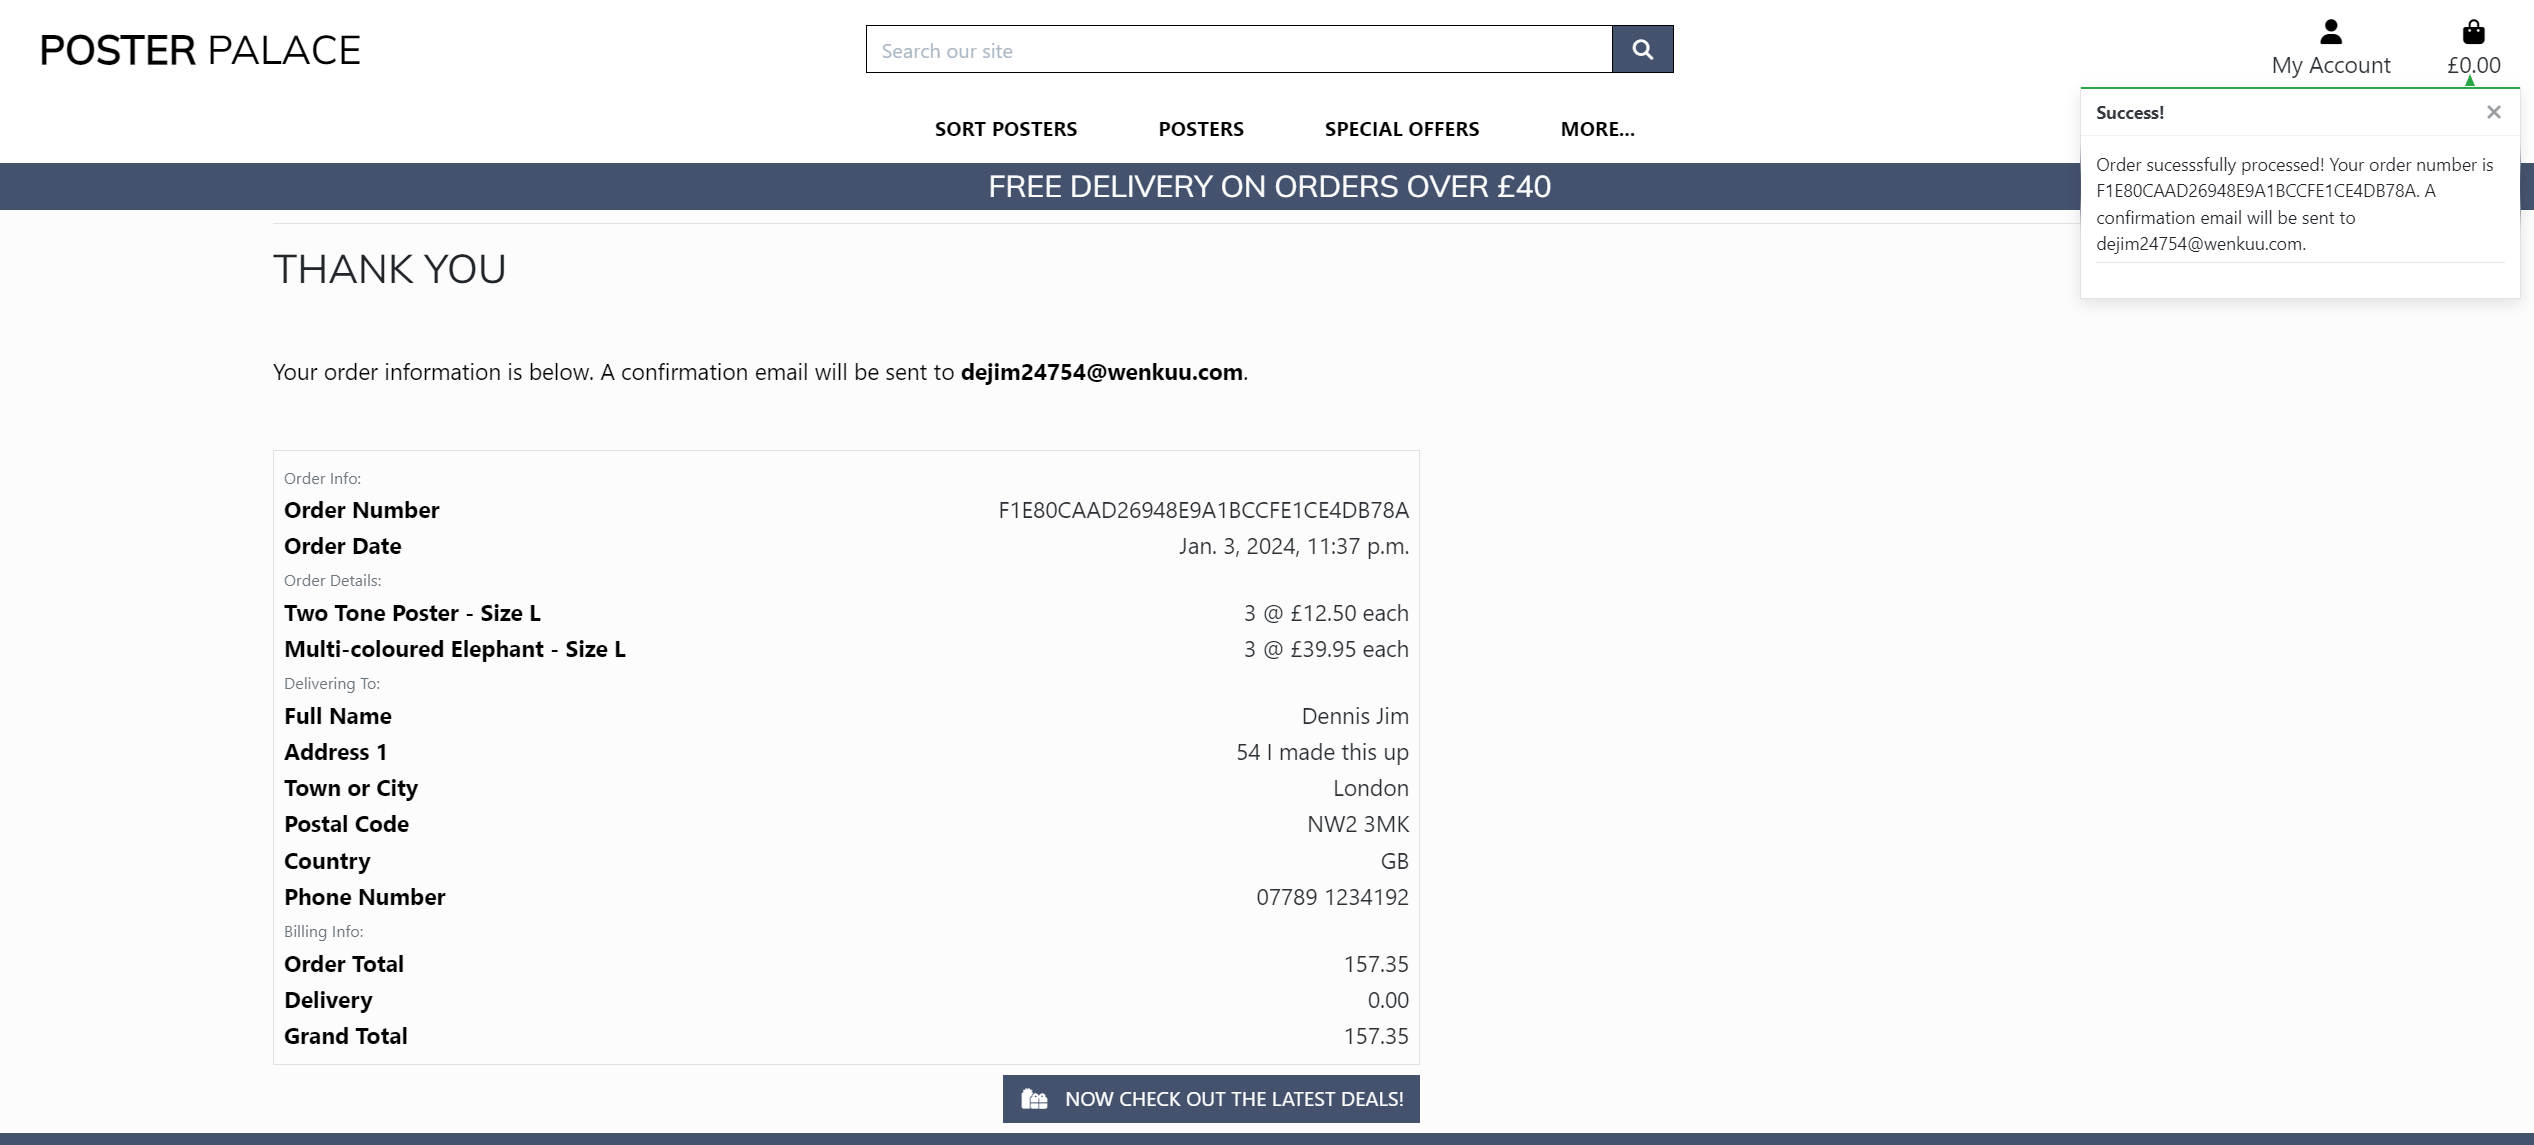 POSTER PALACE
Search our site
My Account
£0.00
SORT POSTERS
POSTERS
SPECIAL OFFERS
MORE...
FREE DELIVERY ON ORDERS OVER £40
Success!
Order sucesssfully processed! Your order number is
F1E80CAAD26948E9A1BCCFE1CE4DB78A. A
confirmation email will be sent to
dejim24754@wenkuu.com.
THANK YOU
Your order information is below. A confirmation email will be sent to dejim24754@wenkuu.com.
Order Info:
Order Number F1E80CAAD26948E9A1BCCFE1CE4DB78A
Order Date Jan. 3, 2024, 11:37 p.m.
Order Details:
Two Tone Poster - Size L 3 @ £12.50 each
Multi-coloured Elephant - Size L 3 @ £39.95 each
Delivering To:
Full Name Dennis Jim
Address 1 54 I made this up
Town or City London
Postal Code NW2 3MK
Country GB
Phone Number 07789 1234192
Billing Info:
Order Total 157.35
Delivery 0.00
Grand Total 157.35
NOW CHECK OUT THE LATEST DEALS!